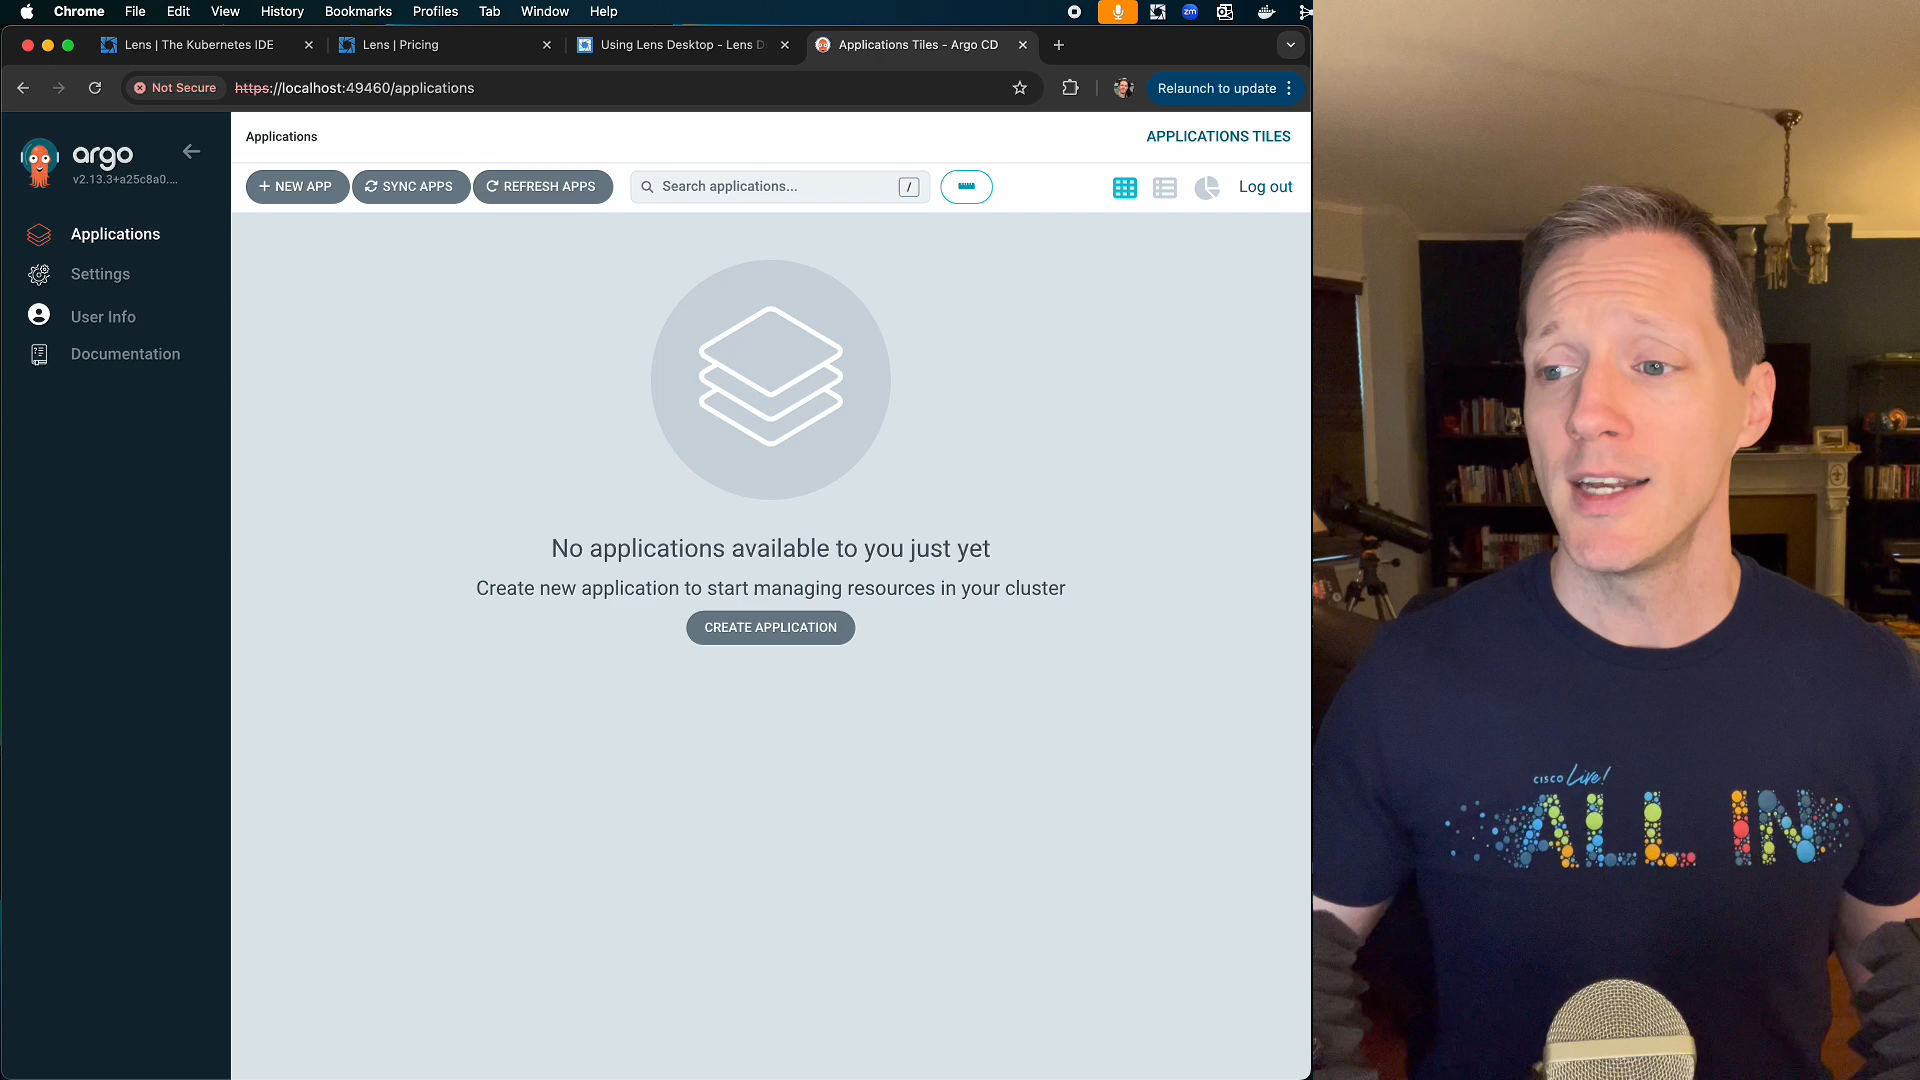 Chrome File Edit View History Bookmarks Profiles Tab Window Help
zm
Lens | The Kubernetes IDE
Lens | Pricing
Using Lens Desktop - Lens D
Applications Tiles - Argo CD
Not Secure https://localhost:49460/applications
Relaunch to update
argo
v2.13.3+a25c8a0....
Applications
Settings
User Info
Documentation
Applications
APPLICATIONS TILES
+ NEW APP
SYNC APPS
REFRESH APPS
Search applications...
/
Log out
No applications available to you just yet
Create new application to start managing resources in your cluster
CREATE APPLICATION
CISCO Live!
ALL IN